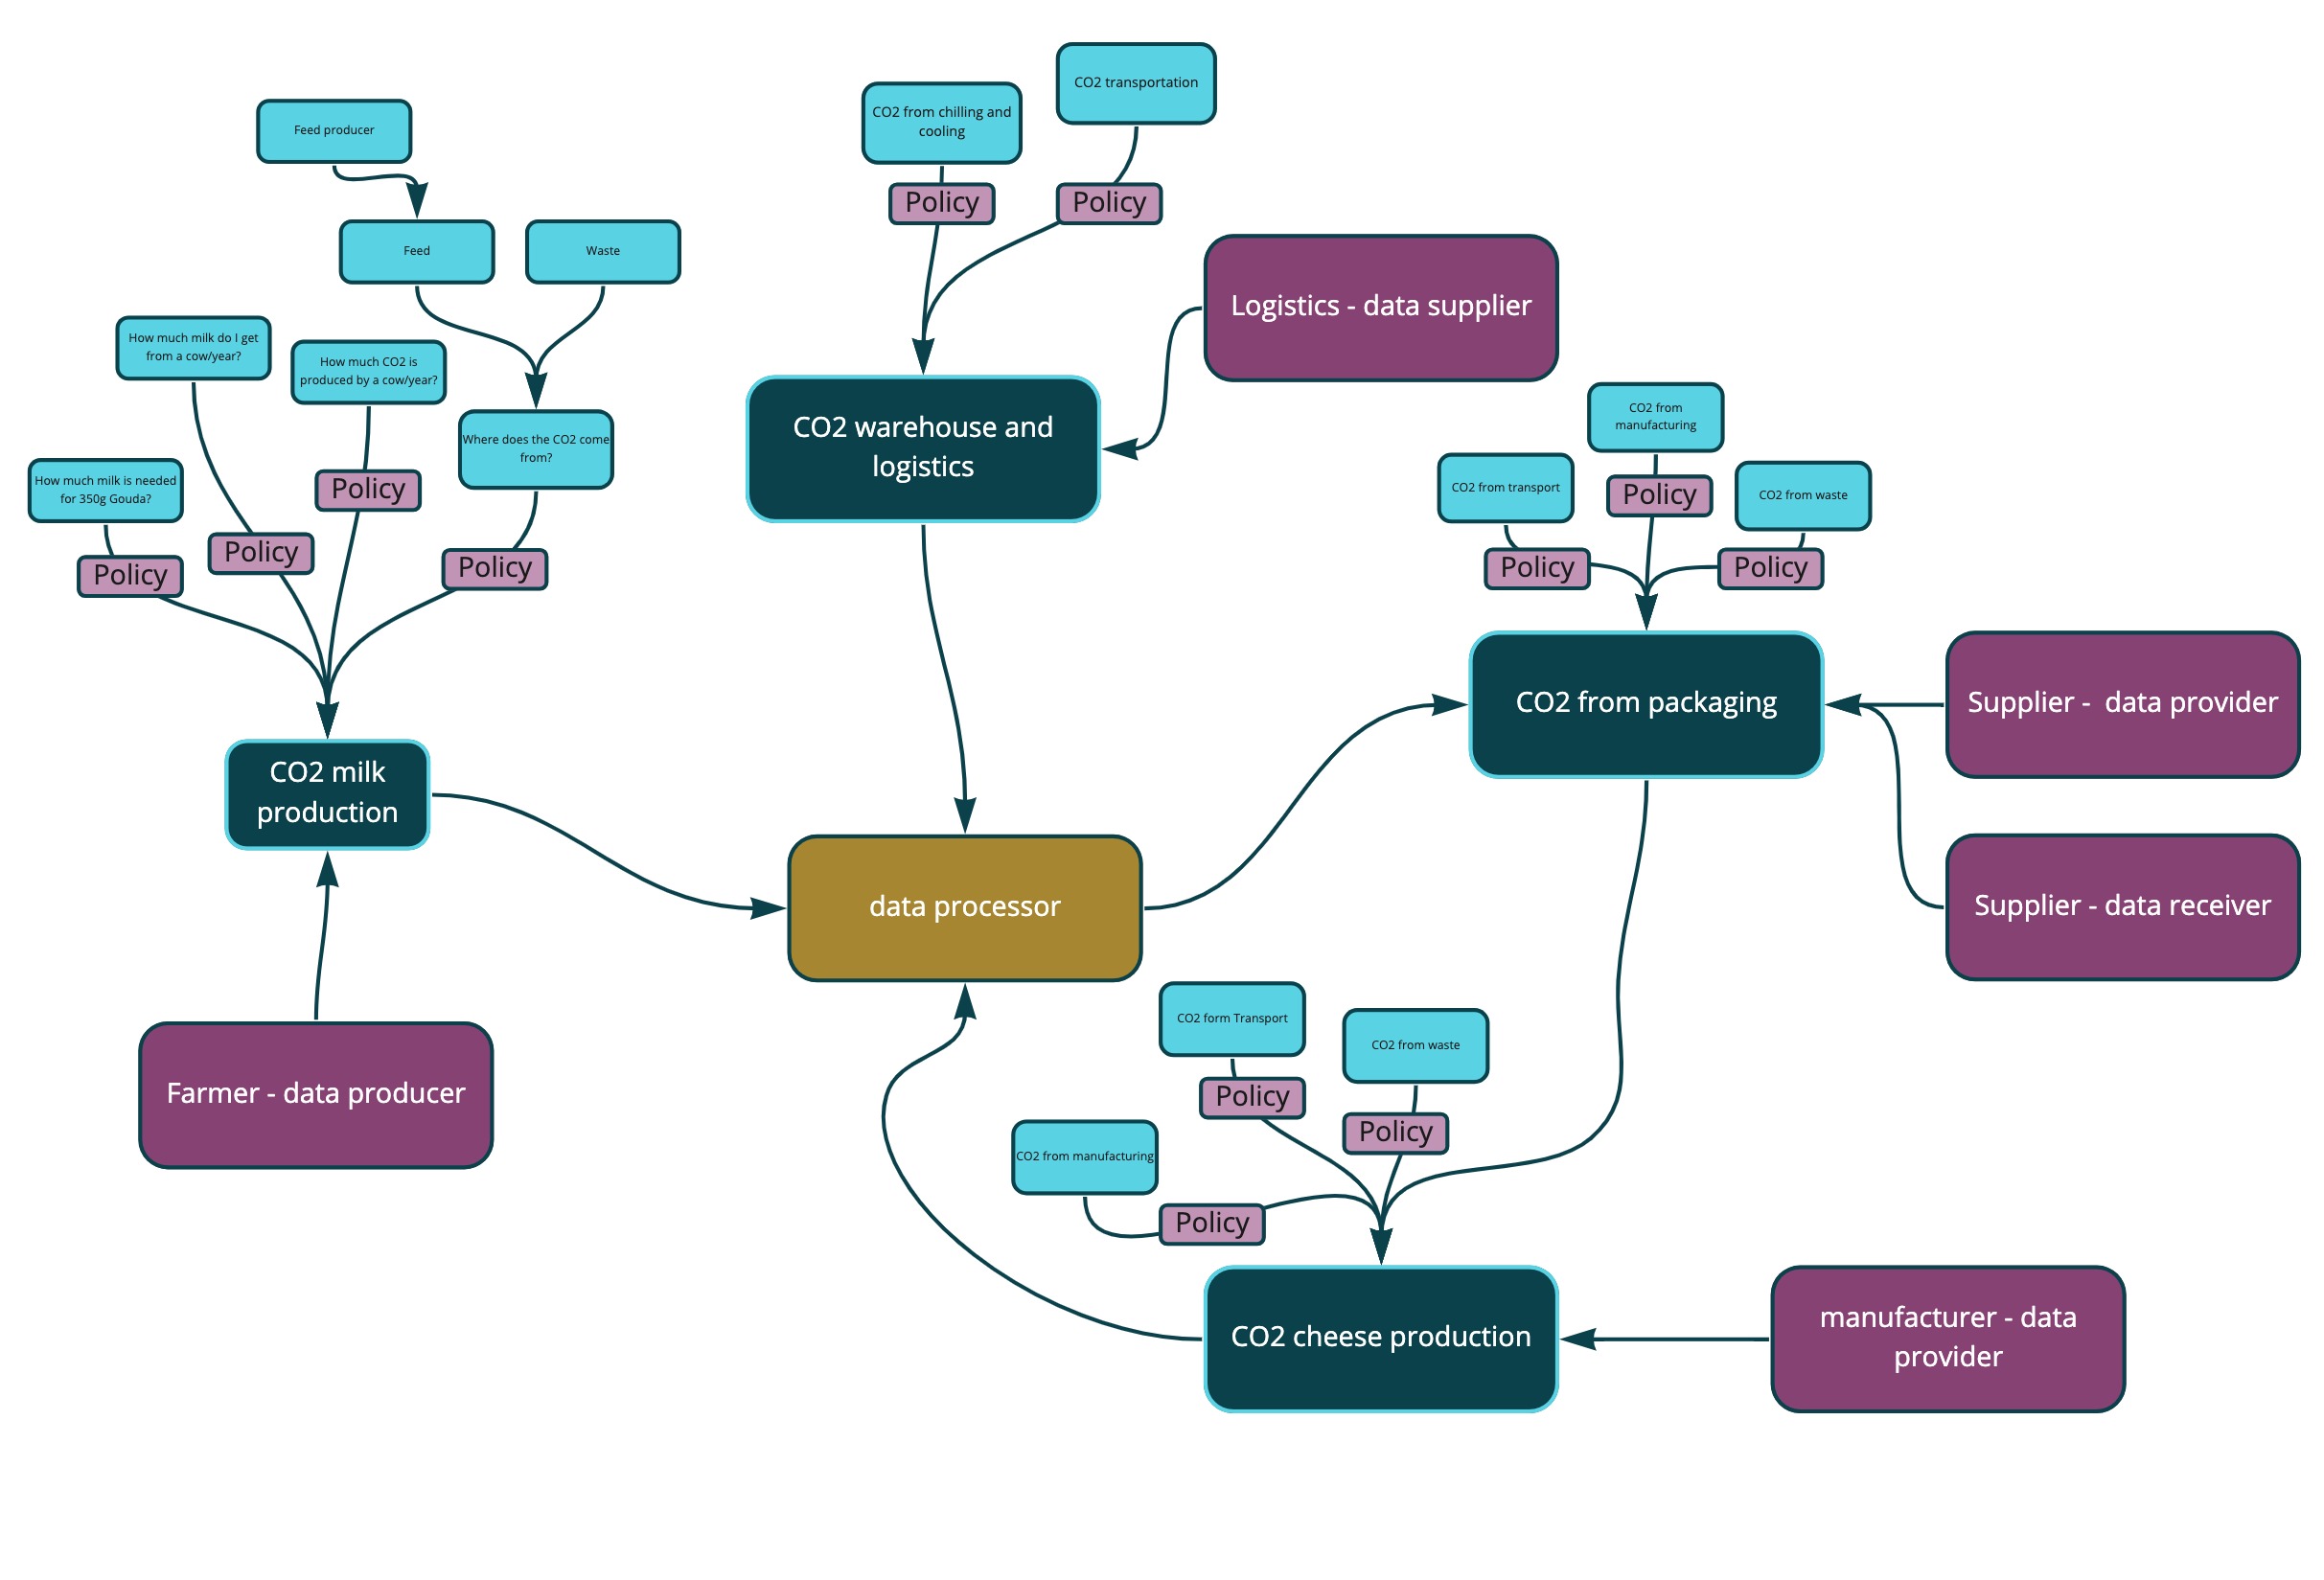 CO2 transportation
CO2 from chilling and
cooling
Feed producer
Policy
Policy
Feed
Waste
Logistics - data supplier
How much milk do I get
from a cow/year?
How much CO2 is
produced by a cow/year?
CO2 warehouse and
logistics
CO2 from
manufacturing
Where does the CO2 come
from?
How much milk is needed
for 350g Gouda?
Policy
CO2 from transport
Policy
CO2 from waste
Policy
Policy
Policy
Policy
Policy
CO2 milk
production
CO2 from packaging
Supplier -  data provider
data processor
Supplier - data receiver
CO2 form Transport
CO2 from waste
Farmer - data producer
Policy
Policy
CO2 from manufacturing
Policy
CO2 cheese production
manufacturer - data
provider